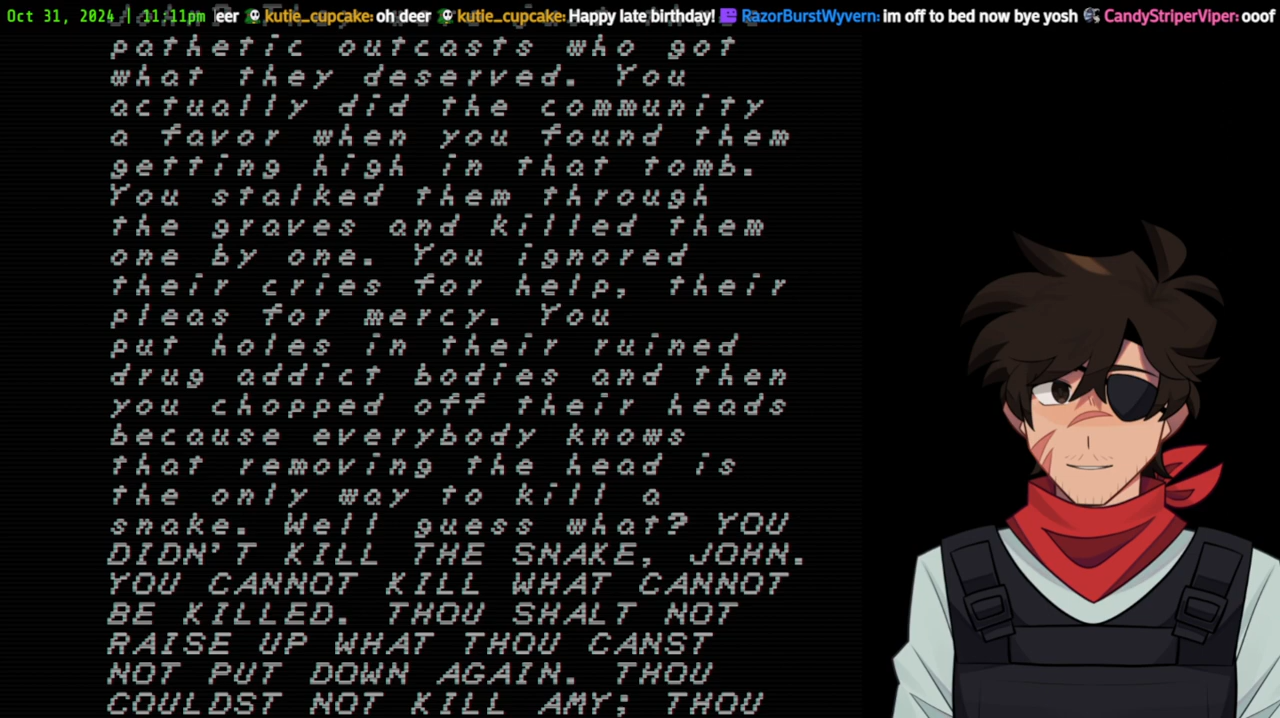 Oct 31, 2024 | 11:11pm eer kutie_cupcake: oh deer kutie_cupcake: Happy late birthday! RazorBurstWyvern: im off to bed now bye yosh CandyStriperViper: ooof
pathetic outcasts who got
what they deserved. You
actually did the community
a favor when you found them
getting high in that tomb.
You stalked them through
the graves and killed them
one by one. You ignored
their cries for help, their
pleas for mercy. You
put holes in their ruined
drug addict bodies and then
you chopped off their heads
because everybody knows
that removing the head is
the only way to kill a
snake. Well guess what? YOU
DIDN'T KILL THE SNAKE, JOHN.
YOU CANNOT KILL WHAT CANNOT
BE KILLED. THOU SHALT NOT
RAISE UP WHAT THOU CANST
NOT PUT DOWN AGAIN. THOU
COULDST NOT KILL AMY; THOU